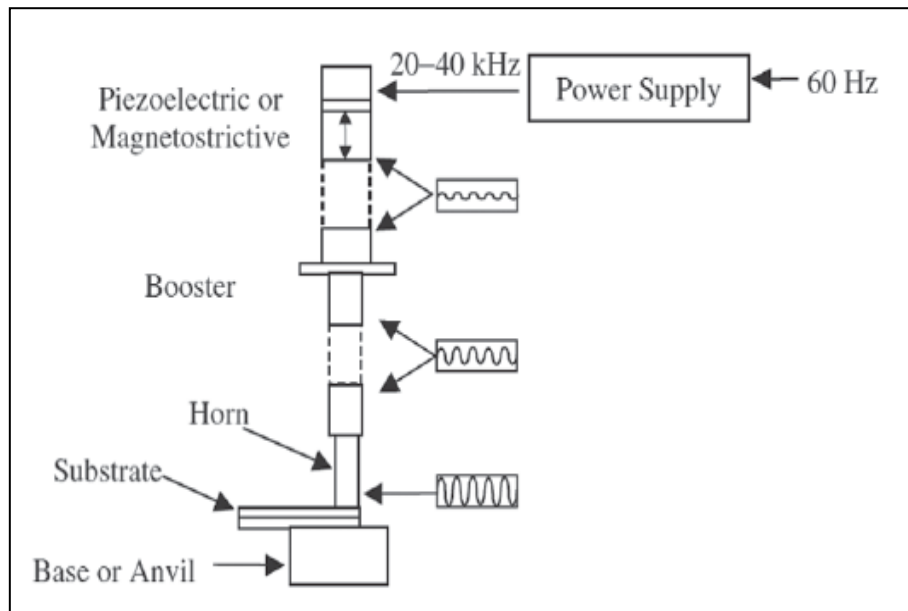 20–40 kHz
Power Supply
60 Hz
Piezoelectric or
Magnetostrictive
Booster
Horn
Substrate
Base or Anvil